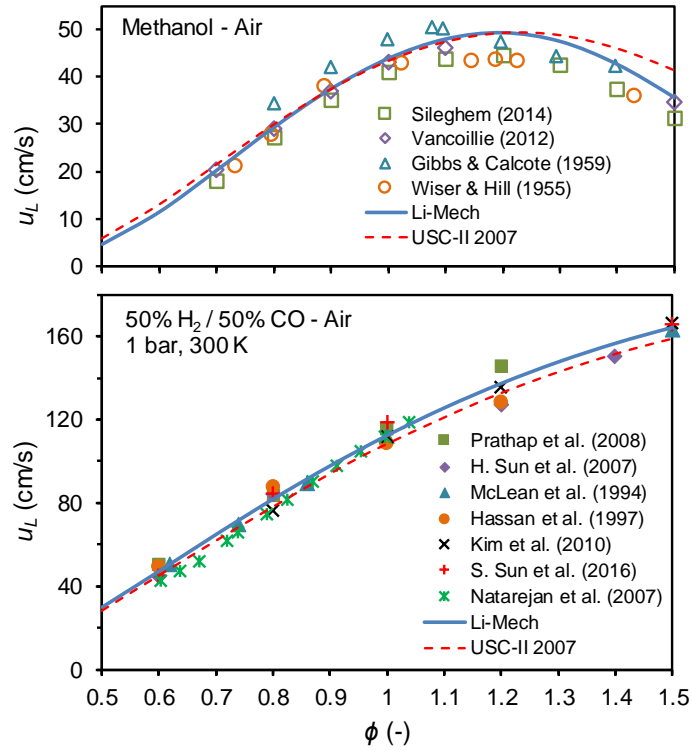 Methanol - Air
60
50
40
30
20
10
0
u_L (cm/s)
Sileghem (2014)
Vancoillie (2012)
Gibbs & Calcote (1959)
Wiser & Hill (1955)
Li-Mech
USC-II 2007
50% H₂ / 50% CO - Air
1 bar, 300 K
160
120
80
40
0
u_L (cm/s)
Prathap et al. (2008)
H. Sun et al. (2007)
McLean et al. (1994)
Hassan et al. (1997)
Kim et al. (2010)
S. Sun et al. (2016)
Natarejan et al. (2007)
Li-Mech
USC-II 2007
0.5 0.6 0.7 0.8 0.9 1 1.1 1.2 1.3 1.4 1.5
ϕ (-)